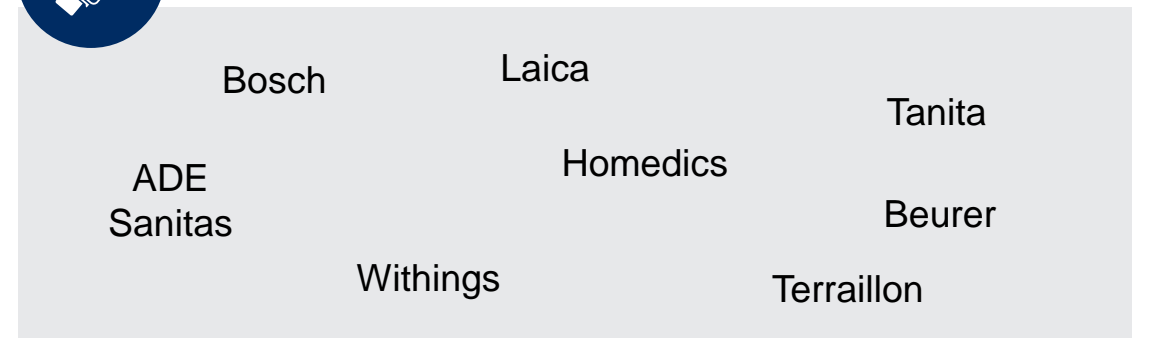 Laica
Bosch
Tanita
Homedics
ADE
Sanitas
Beurer
Withings
Terraillon